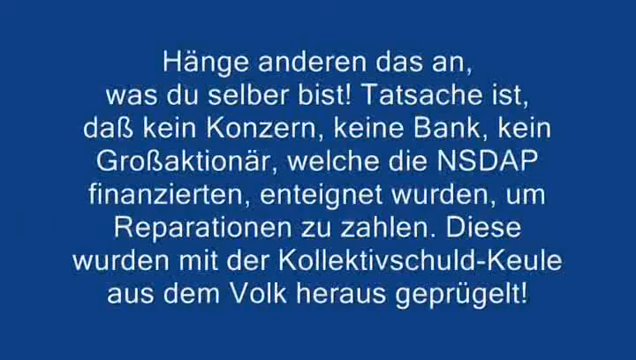 Hänge anderen das an,
was du selber bist! Tatsache ist,
daß kein Konzern, keine Bank, kein
Großaktionär, welche die NSDAP
finanzierten, enteignet wurden, um
Reparationen zu zahlen. Diese
wurden mit der Kollektivschuld-Keule
aus dem Volk heraus geprügelt!